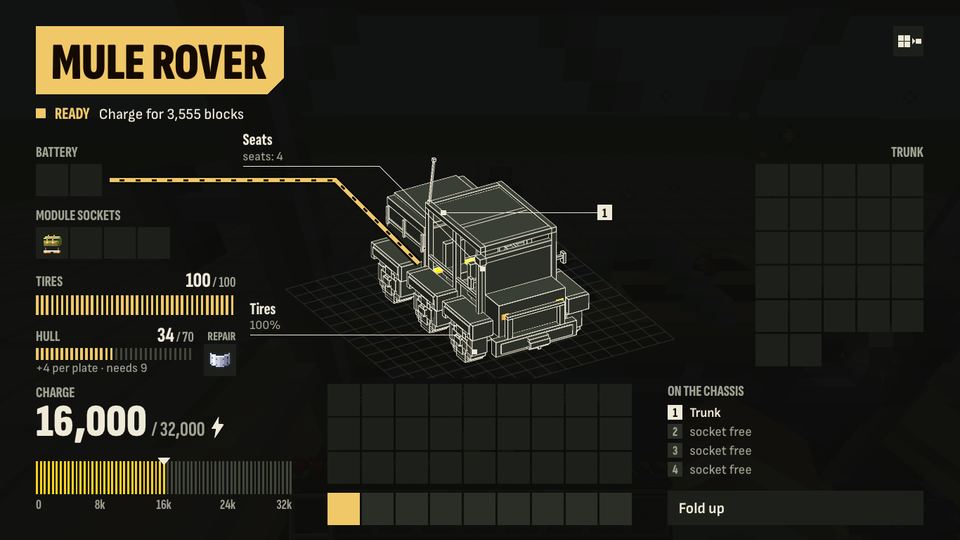 MULE ROVER
READY Charge for 3,555 blocks
Seats
seats: 4
BATTERY
TRUNK
1
MODULE SOCKETS
TIRES 100 / 100
Tires
100%
HULL 34 / 70 REPAIR
+4 per plate · needs 9
CHARGE
16,000 / 32,000
0 8k 16k 24k 32k
ON THE CHASSIS
1 Trunk
2 socket free
3 socket free
4 socket free
Fold up